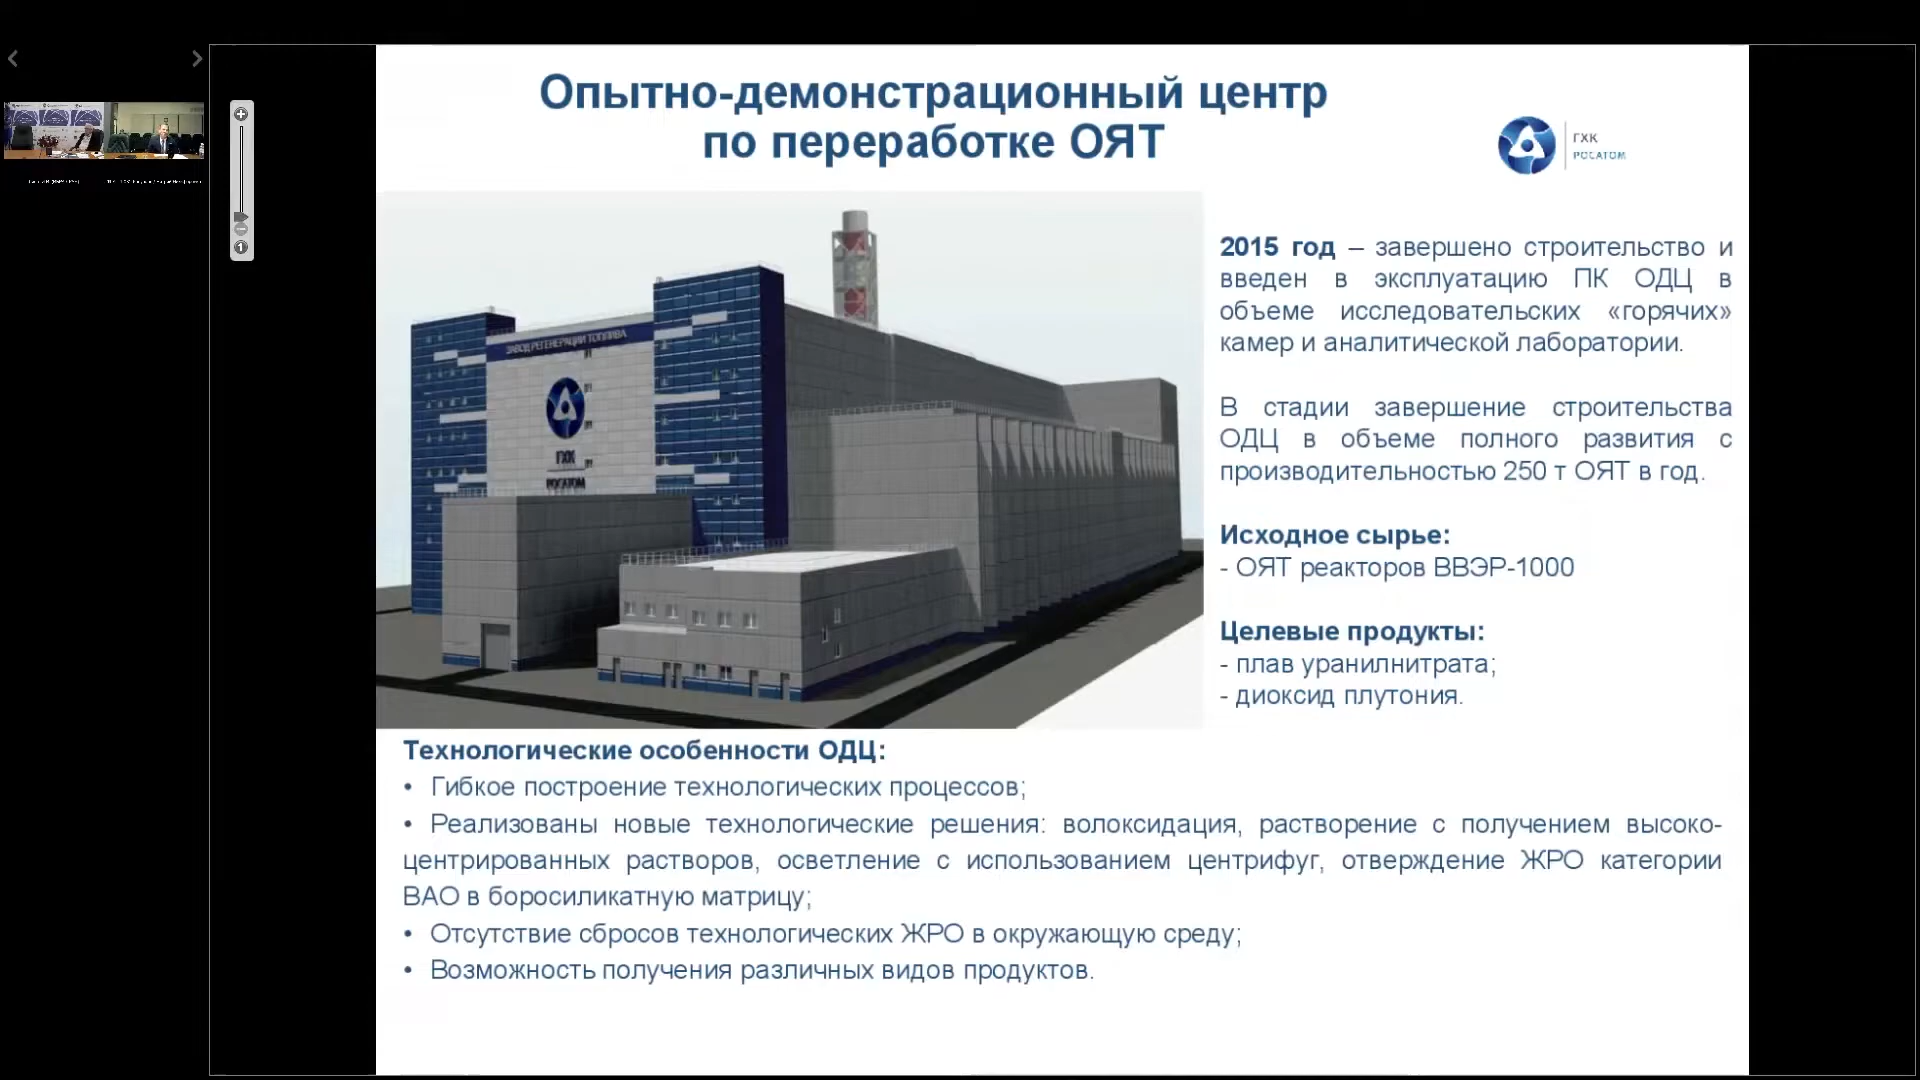 Опытно-демонстрационный центр
по переработке ОЯТ
ГХК
РОСАТОМ
ЗАВОД РЕГЕНЕРАЦИИ ТОПЛИВА
ГХК
РОСАТОМ
2015 год – завершено строительство и
введен в эксплуатацию ПК ОДЦ в
объеме исследовательских «горячих»
камер и аналитической лаборатории.
В стадии завершение строительства
ОДЦ в объеме полного развития с
производительностью 250 т ОЯТ в год.
Исходное сырье:
- ОЯТ реакторов ВВЭР-1000
Целевые продукты:
- плав уранилнитрата;
- диоксид плутония.
Технологические особенности ОДЦ:
• Гибкое построение технологических процессов;
• Реализованы новые технологические решения: волоксидация, растворение с получением высоко-
центрированных растворов, осветление с использованием центрифуг, отверждение ЖРО категории
ВАО в боросиликатную матрицу;
• Отсутствие сбросов технологических ЖРО в окружающую среду;
• Возможность получения различных видов продуктов.